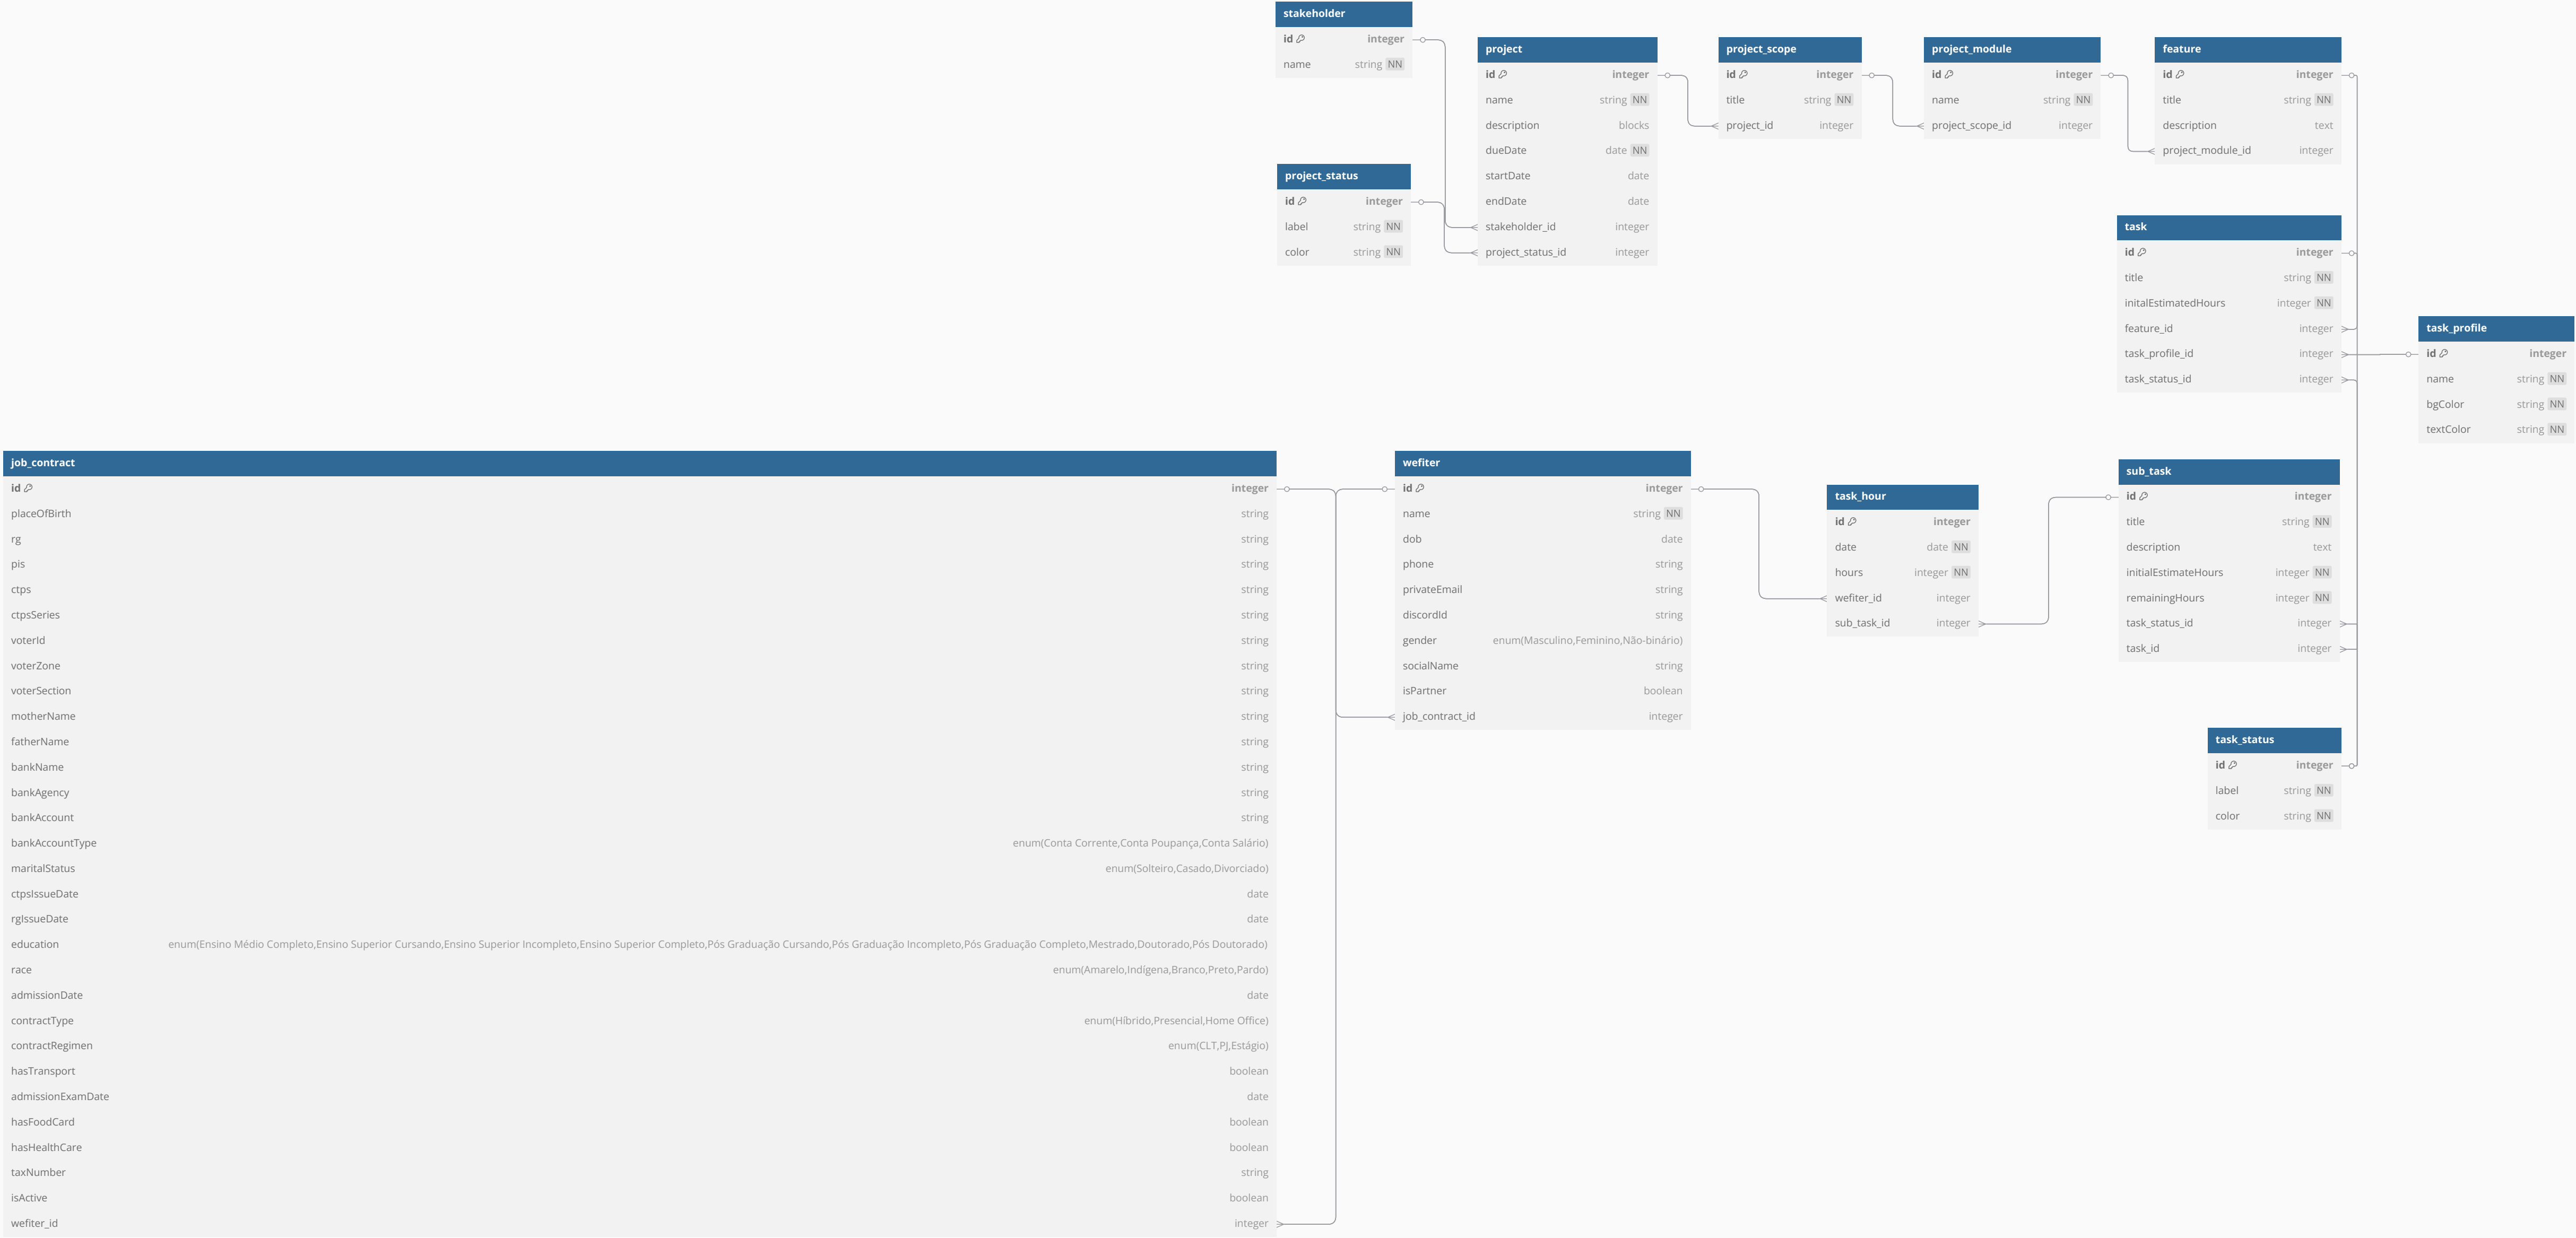 stakeholder
id integer
name string NN
project
id integer
name string NN
description blocks
dueDate date NN
startDate date
endDate date
stakeholder_id integer
project_status_id integer
project_scope
id integer
title string NN
project_id integer
project_module
id integer
name string NN
project_scope_id integer
feature
id integer
title string NN
description text
project_module_id integer
project_status
id integer
label string NN
color string NN
task
id integer
title string NN
initalEstimatedHours integer NN
feature_id integer
task_profile_id integer
task_status_id integer
task_profile
id integer
name string NN
bgColor string NN
textColor string NN
job_contract
id integer
placeOfBirth string
rg string
pis string
ctps string
ctpsSeries string
voterId string
voterZone string
voterSection string
motherName string
fatherName string
bankName string
bankAgency string
bankAccount string
bankAccountType enum(Conta Corrente,Conta Poupança,Conta Salário)
maritalStatus enum(Solteiro,Casado,Divorciado)
ctpsIssueDate date
rgIssueDate date
education enum(Ensino Médio Completo,Ensino Superior Cursando,Ensino Superior Incompleto,Ensino Superior Completo,Pós Graduação Cursando,Pós Graduação Incompleto,Pós Graduação Completo,Mestrado,Doutorado,Pós Doutorado)
race enum(Amarelo,Indígena,Branco,Preto,Pardo)
admissionDate date
contractType enum(Híbrido,Presencial,Home Office)
contractRegimen enum(CLT,PJ,Estágio)
hasTransport boolean
admissionExamDate date
hasFoodCard boolean
hasHealthCare boolean
taxNumber string
isActive boolean
wefiter_id integer
wefiter
id integer
name string NN
dob date
phone string
privateEmail string
discordId string
gender enum(Masculino,Feminino,Não-binário)
socialName string
isPartner boolean
job_contract_id integer
task_hour
id integer
date date NN
hours integer NN
wefiter_id integer
sub_task_id integer
sub_task
id integer
title string NN
description text
initialEstimateHours integer NN
remainingHours integer NN
task_status_id integer
task_id integer
task_status
id integer
label string NN
color string NN